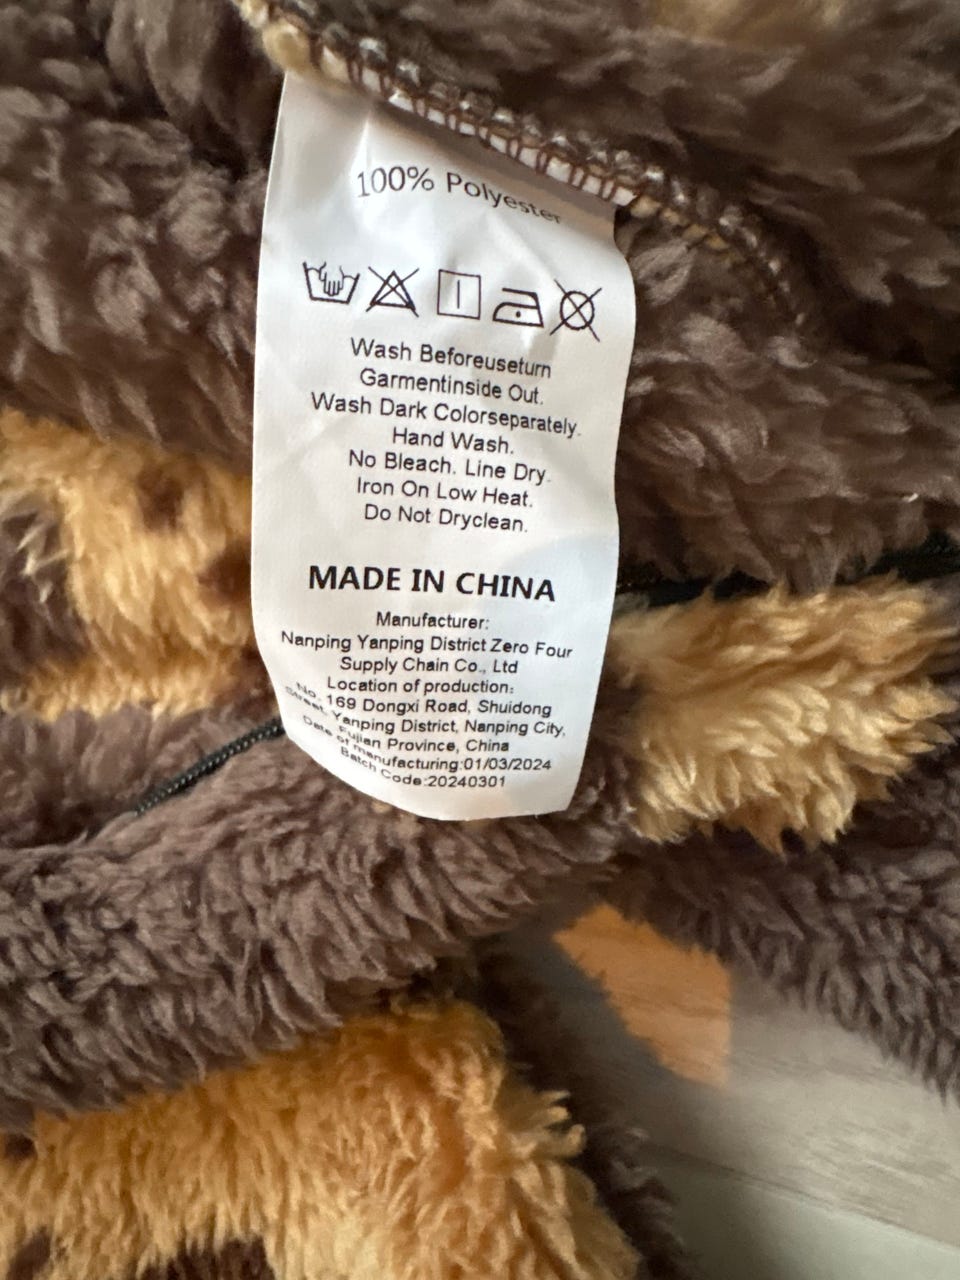 100% Polyester
Wash Beforeuseturn
Garmentinside Out.
Wash Dark Colorseparately.
Hand Wash.
No Bleach. Line Dry.
Iron On Low Heat.
Do Not Dryclean.
MADE IN CHINA
Manufacturer:
Nanping Yanping District Zero Four
Supply Chain Co., Ltd
Location of production:
No. 169 Dongxi Road, Shuidong
Street, Yanping District, Nanping City,
Fujian Province, China
Date of manufacturing:01/03/2024
Batch Code:20240301